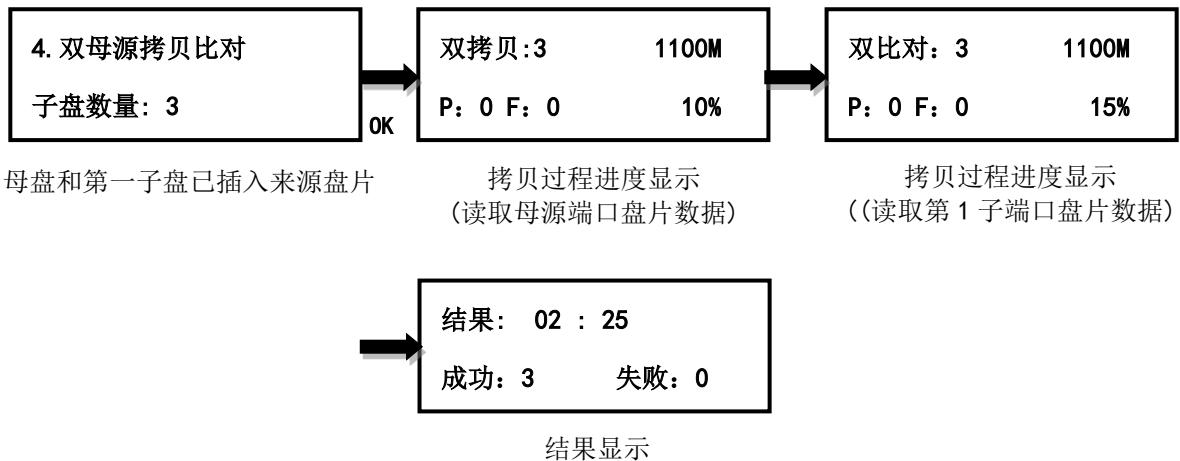 4.双母源拷贝比对
子盘数量: 3
OK
母盘和第一子盘已插入来源盘片
双拷贝:3 1100M
P: 0 F: 0 10%
拷贝过程进度显示
(读取母源端口盘片数据)
双比对: 3 1100M
P: 0 F: 0 15%
拷贝过程进度显示
((读取第 1 子端口盘片数据)
结果: 02 : 25
成功: 3 失败: 0
结果显示